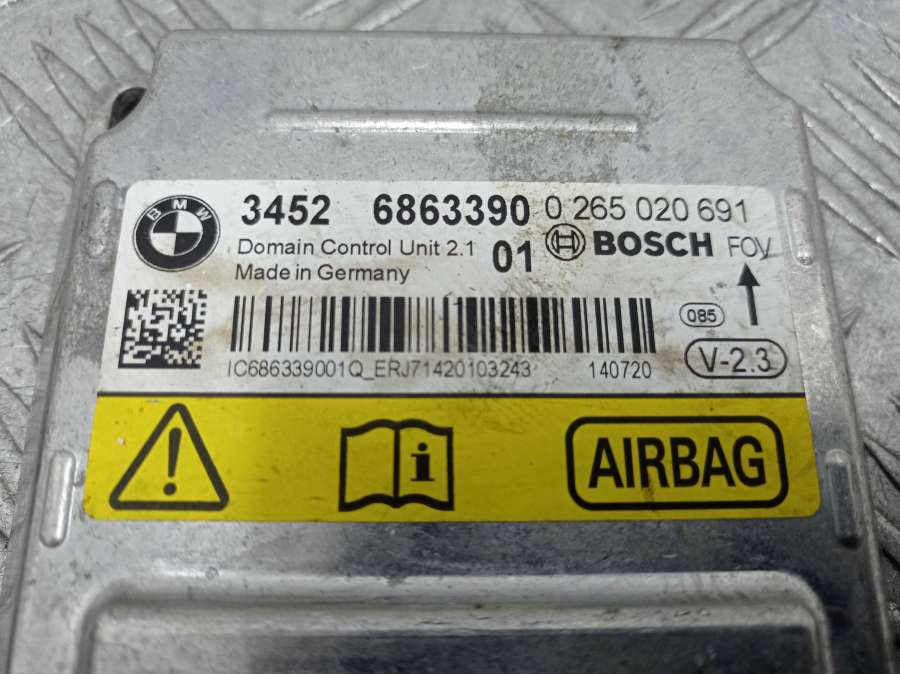 BMW
3452 6863390 0 265 020 691
Domain Control Unit 2.1 01 BOSCH FOV
Made in Germany
085
IC686339001Q_ERJ71420103243 140720
V-2.3
AIRBAG